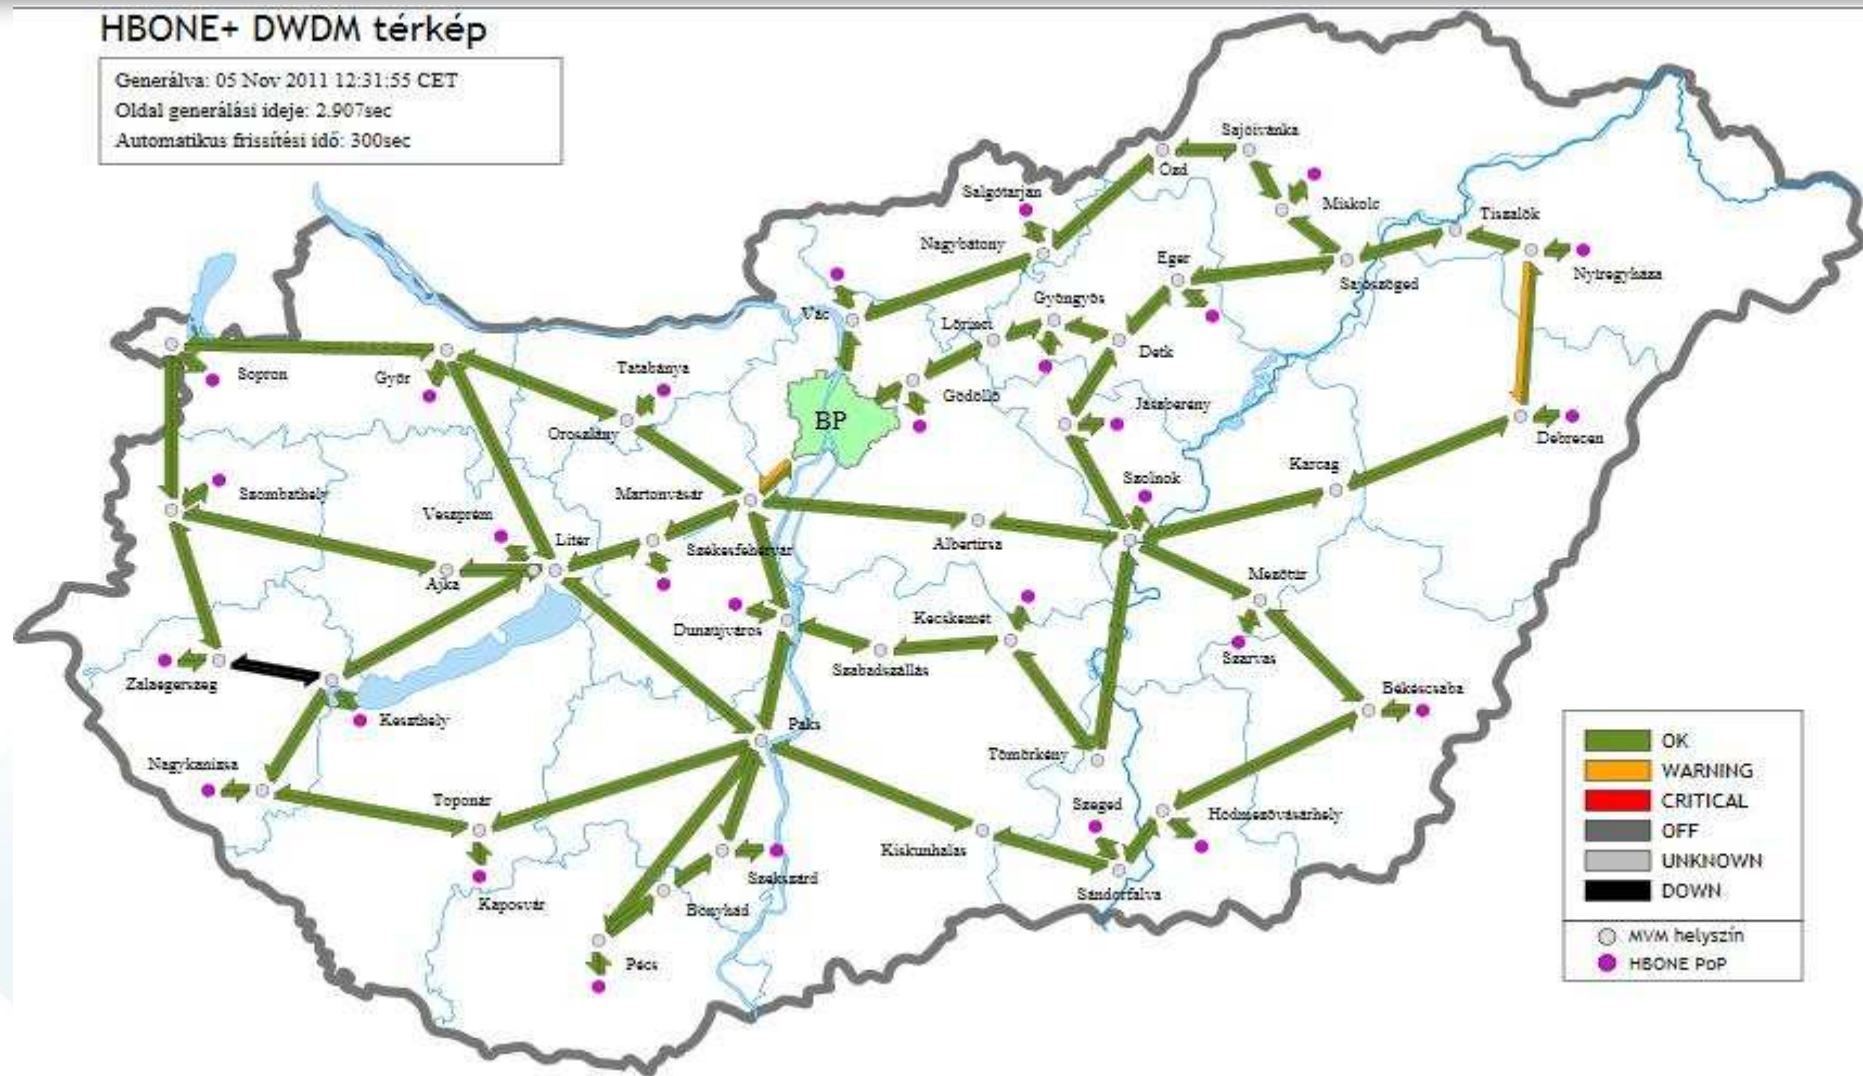 HBONE+ DWDM térkép
Generálva: 05 Nov 2011 12:31:55 CET
Oldal generálási ideje: 2.907sec
Automatikus frissítési idő: 300sec
Sajóivánka
Ózd
Salgótarján
Miskolc
Tiszalök
Nagybátony
Eger
Nyíregyháza
Sajószöged
Gyöngyös
Vác
Lőrinci
Detk
Sopron
Győr
Tatabánya
Gödöllő
Jászberény
BP
Oroszlány
Debrecen
Karcag
Szombathely
Martonvásár
Szolnok
Veszprém
Litér
Székesfehérvár
Albertirsa
Ajka
Mezőtúr
Kecskemét
Dunaújváros
Szabadszállás
Szarvas
Zalaegerszeg
Békéscsaba
Keszthely
Paks
Tömörkény
Nagykanizsa
Toponár
Szeged
Hódmezővásárhely
Kiskunhalas
Szekszárd
Sándorfalva
Kaposvár
Bonyhád
Pécs
OK
WARNING
CRITICAL
OFF
UNKNOWN
DOWN
MVM helyszín
HBONE PoP